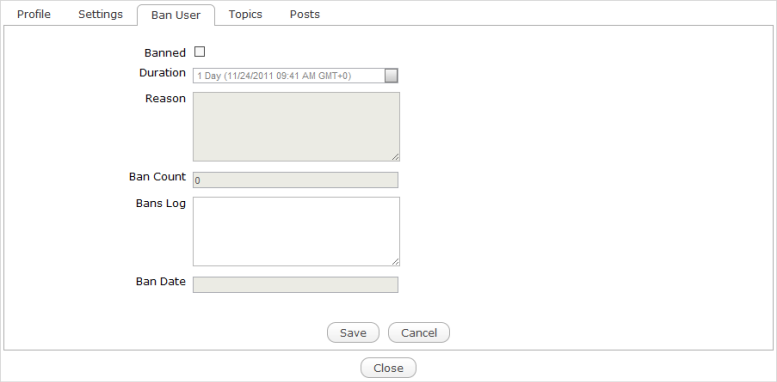 Profile Settings Ban User Topics Posts
Banned
Duration 1 Day (11/24/2011 09:41 AM GMT+0)
Reason
Ban Count 0
Bans Log
Ban Date
Save Cancel
Close